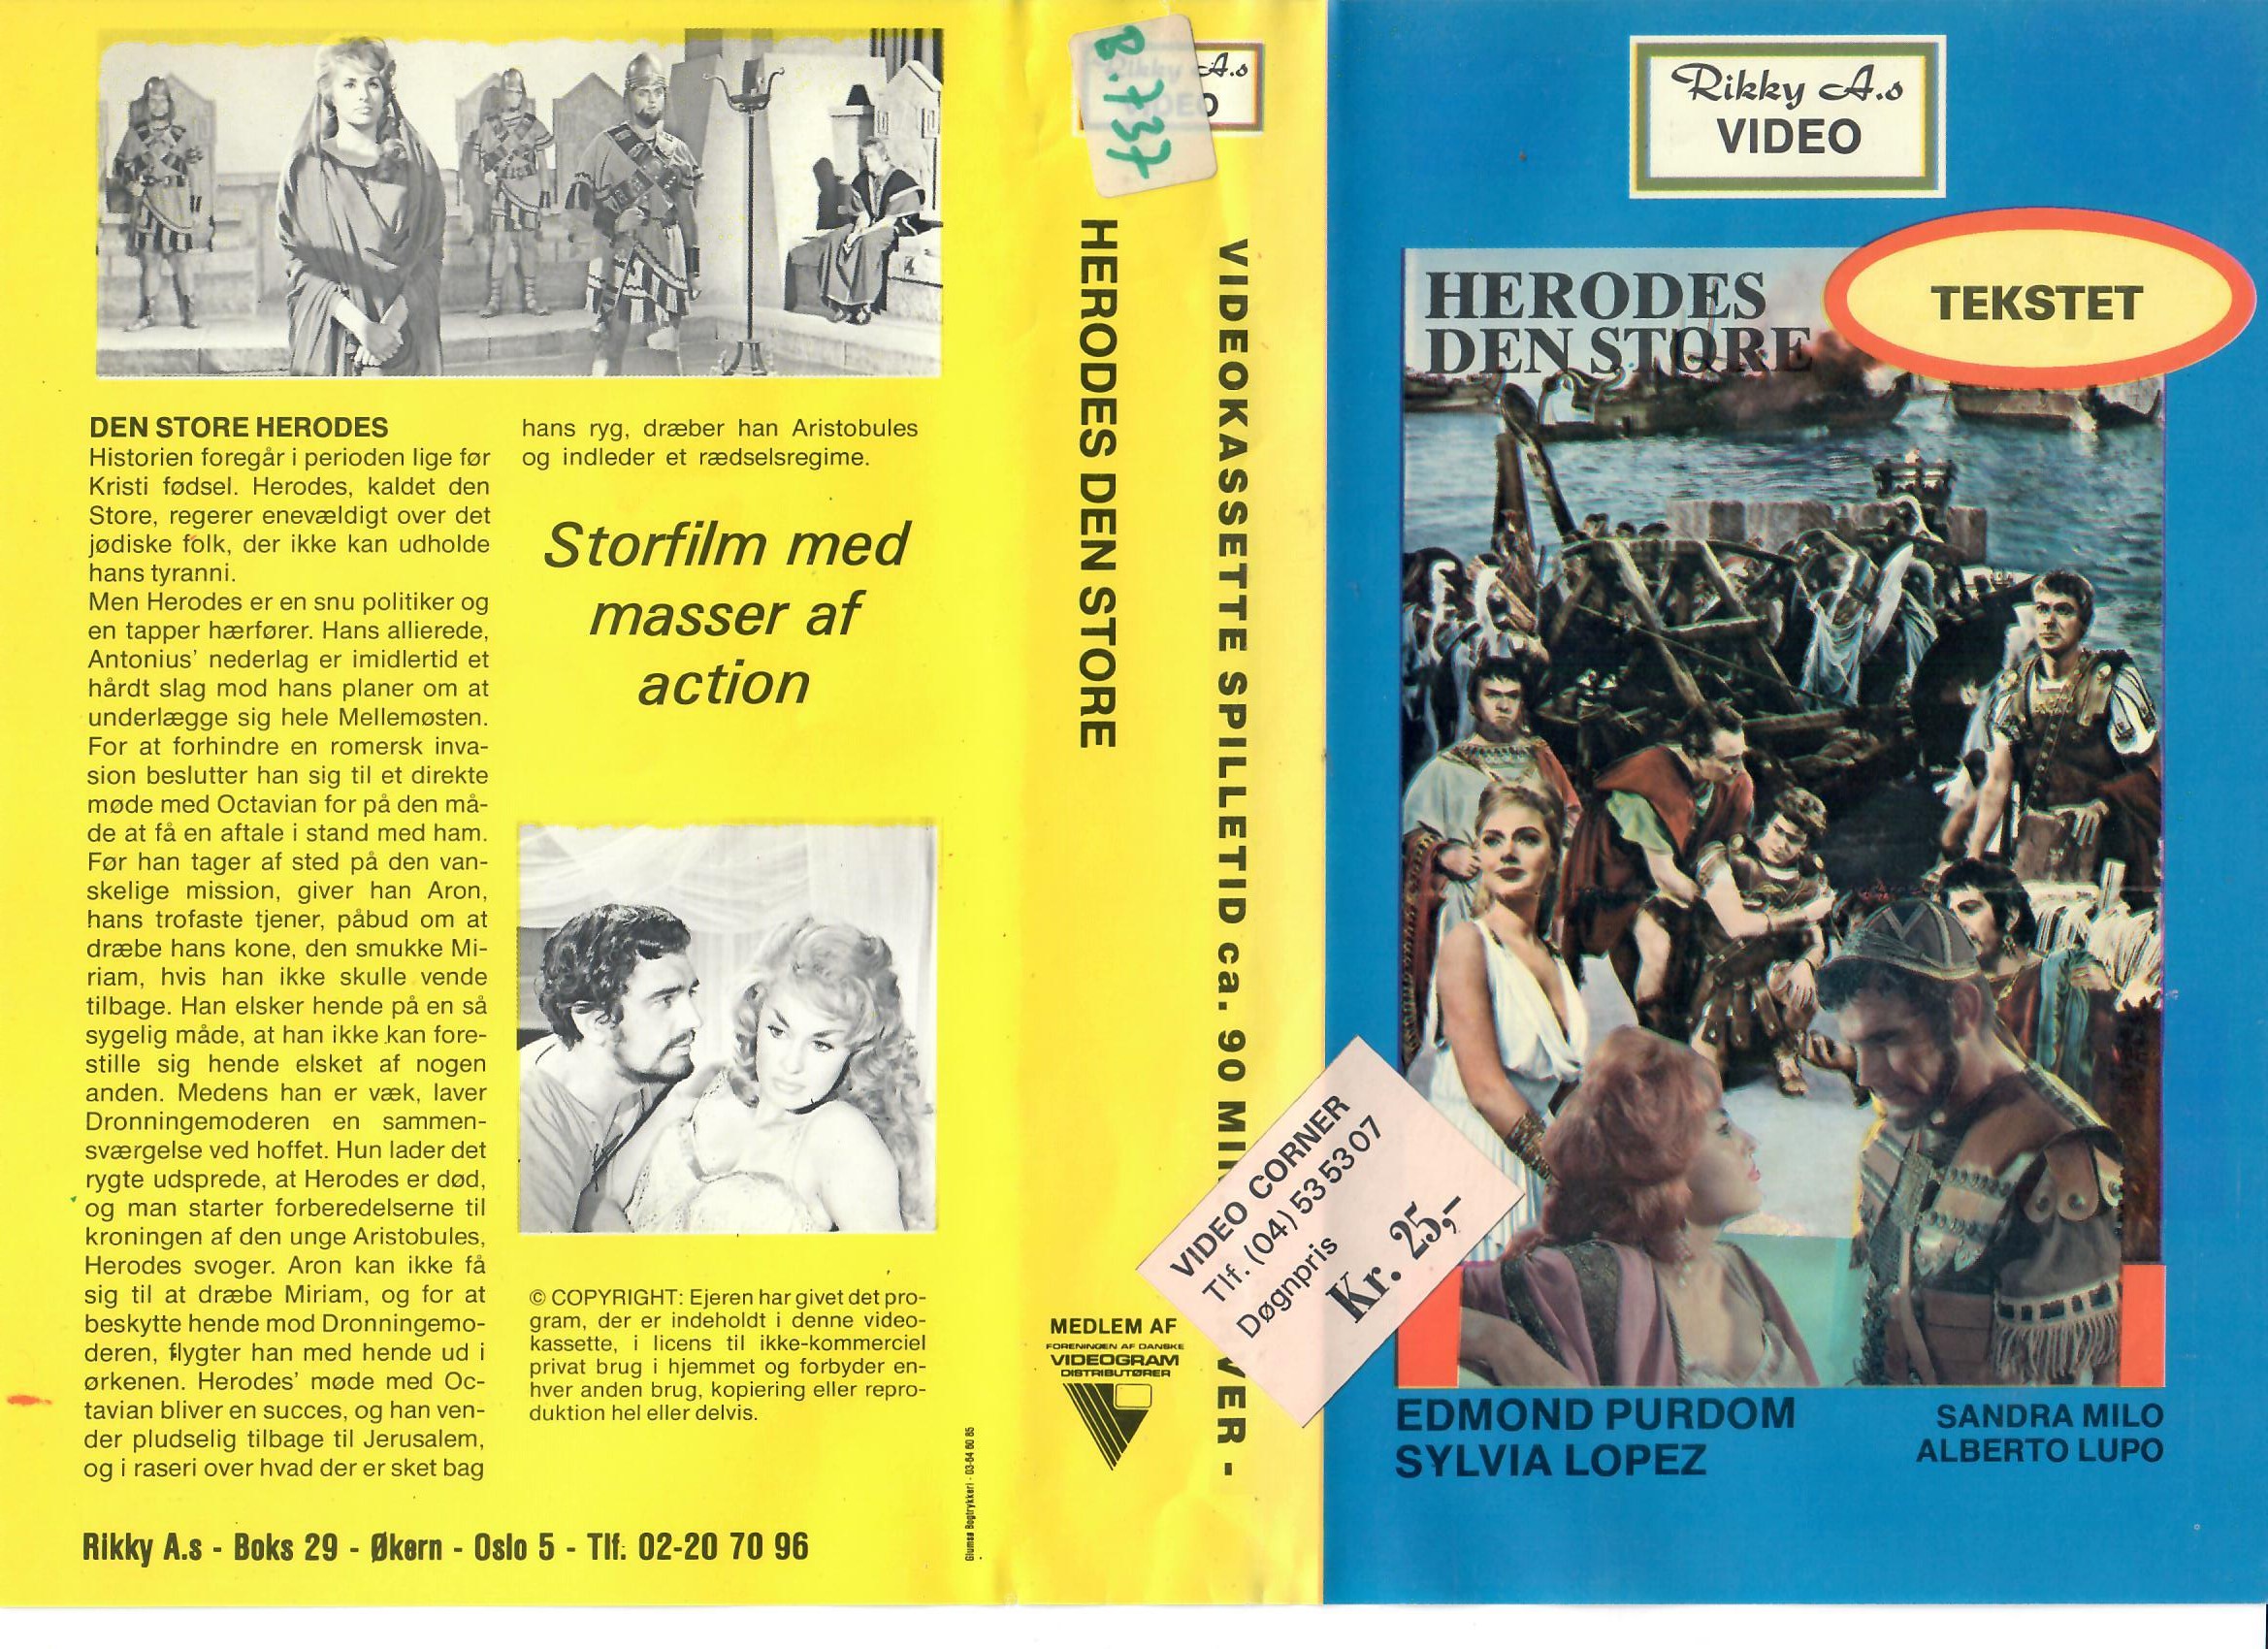 DEN STORE HERODES
Historien foregår i perioden lige før
Kristi fødsel. Herodes, kaldet den
Store, regerer enevældigt over det
jødiske folk, der ikke kan udholde
hans tyranni.
Men Herodes er en snu politiker og
en tapper hærfører. Hans allierede,
Antonius' nederlag er imidlertid et
hårdt slag mod hans planer om at
underlægge sig hele Mellemøsten.
For at forhindre en romersk inva-
sion beslutter han sig til et direkte
møde med Octavian for på den må-
de at få en aftale i stand med ham.
Før han tager af sted på den van-
skelige mission, giver han Aron,
hans trofaste tjener, påbud om at
dræbe hans kone, den smukke Mi-
riam, hvis han ikke skulle vende
tilbage. Han elsker hende på en så
sygelig måde, at han ikke kan fore-
stille sig hende elsket af nogen
anden. Medens han er væk, laver
Dronningemoderen en sammen-
sværgelse ved hoffet. Hun lader det
rygte udsprede, at Herodes er død,
og man starter forberedelserne til
kroningen af den unge Aristobules,
Herodes svoger. Aron kan ikke få
sig til at dræbe Miriam, og for at
beskytte hende mod Dronningemo-
deren, flygter han med hende ud i
ørkenen. Herodes' møde med Oc-
tavian bliver en succes, og han ven-
der pludselig tilbage til Jerusalem,
og i raseri over hvad der er sket bag
hans ryg, dræber han Aristobules
og indleder et rædselsregime.
Storfilm med
masser af
action
© COPYRIGHT: Ejeren har givet det pro-
gram, der er indeholdt i denne video-
kassette, i licens til ikke-kommerciel
privat brug i hjemmet og forbyder en-
hver anden brug, kopiering eller repro-
duktion hel eller delvis.
Rikky A.s - Boks 29 - Økern - Oslo 5 - Tlf. 02-20 70 96
Glumsø Bogtrykkeri - 03-64 60 85
B.737
Rikky A.s
VIDEO
HERODES DEN STORE
VIDEOKASSETTE SPILLETID ca. 90 MI
VER -
MEDLEM AF
FORENINGEN AF DANSKE
VIDEOGRAM
DISTRIBUTØRER
VIDEO CORNER
Tlf. (04) 53 53 07
Døgnpris
Kr. 25,-
Rikky A.s
VIDEO
HERODES
DEN STORE
TEKSTET
EDMOND PURDOM
SYLVIA LOPEZ
SANDRA MILO
ALBERTO LUPO